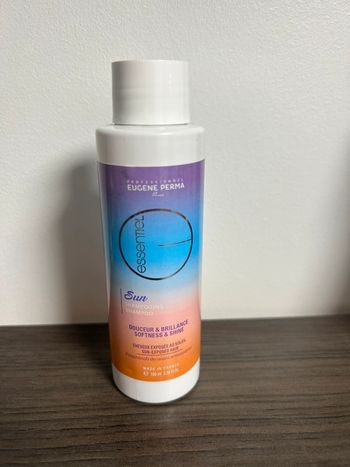 PROFESSIONNEL
EUGENE PERMA
essentiel
Sun
SHAMPOOING
SHAMPOO
DOUCEUR & BRILLANCE
SOFTNESS & SHINE
CHEVEUX EXPOSÉS AU SOLEIL
SUN-EXPOSED HAIR
MADE IN FRANCE